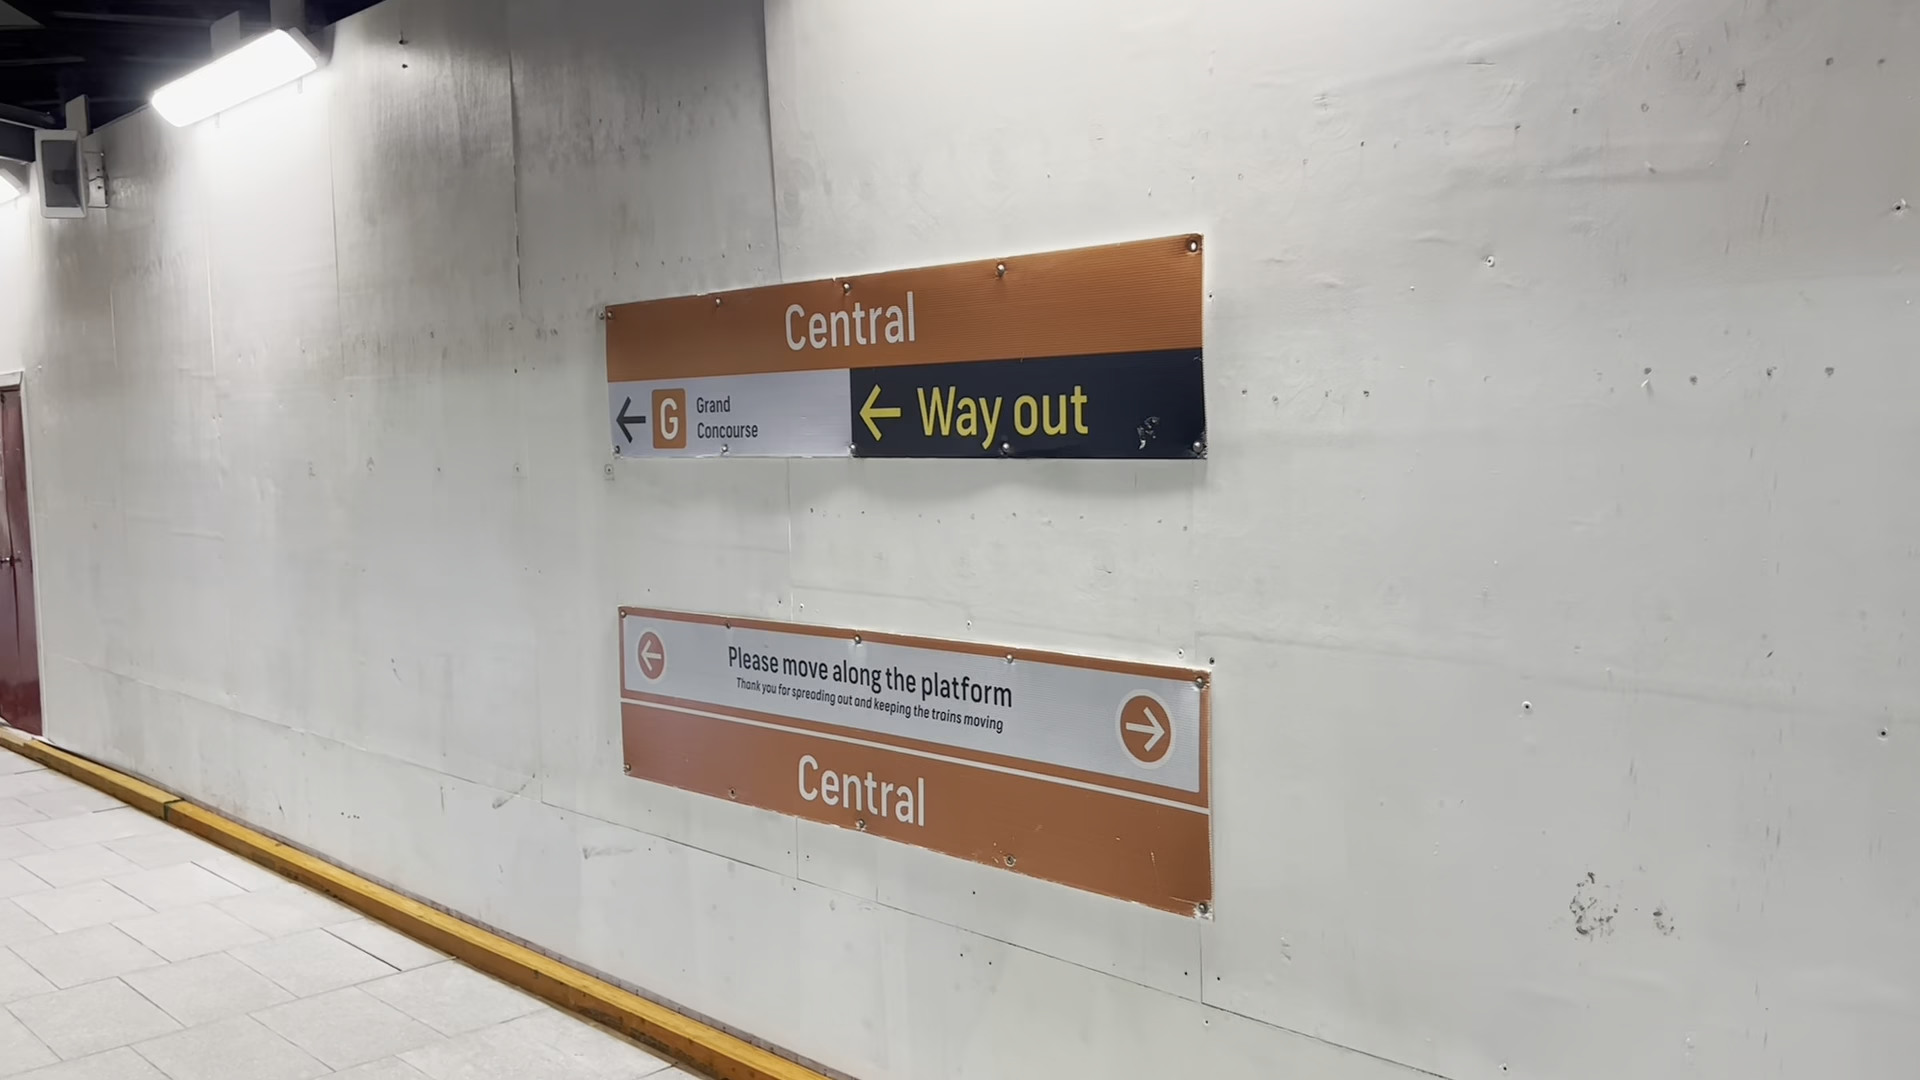 Central
G Grand
Concourse
Way out
Please move along the platform
Thank you for spreading out and keeping the trains moving
Central